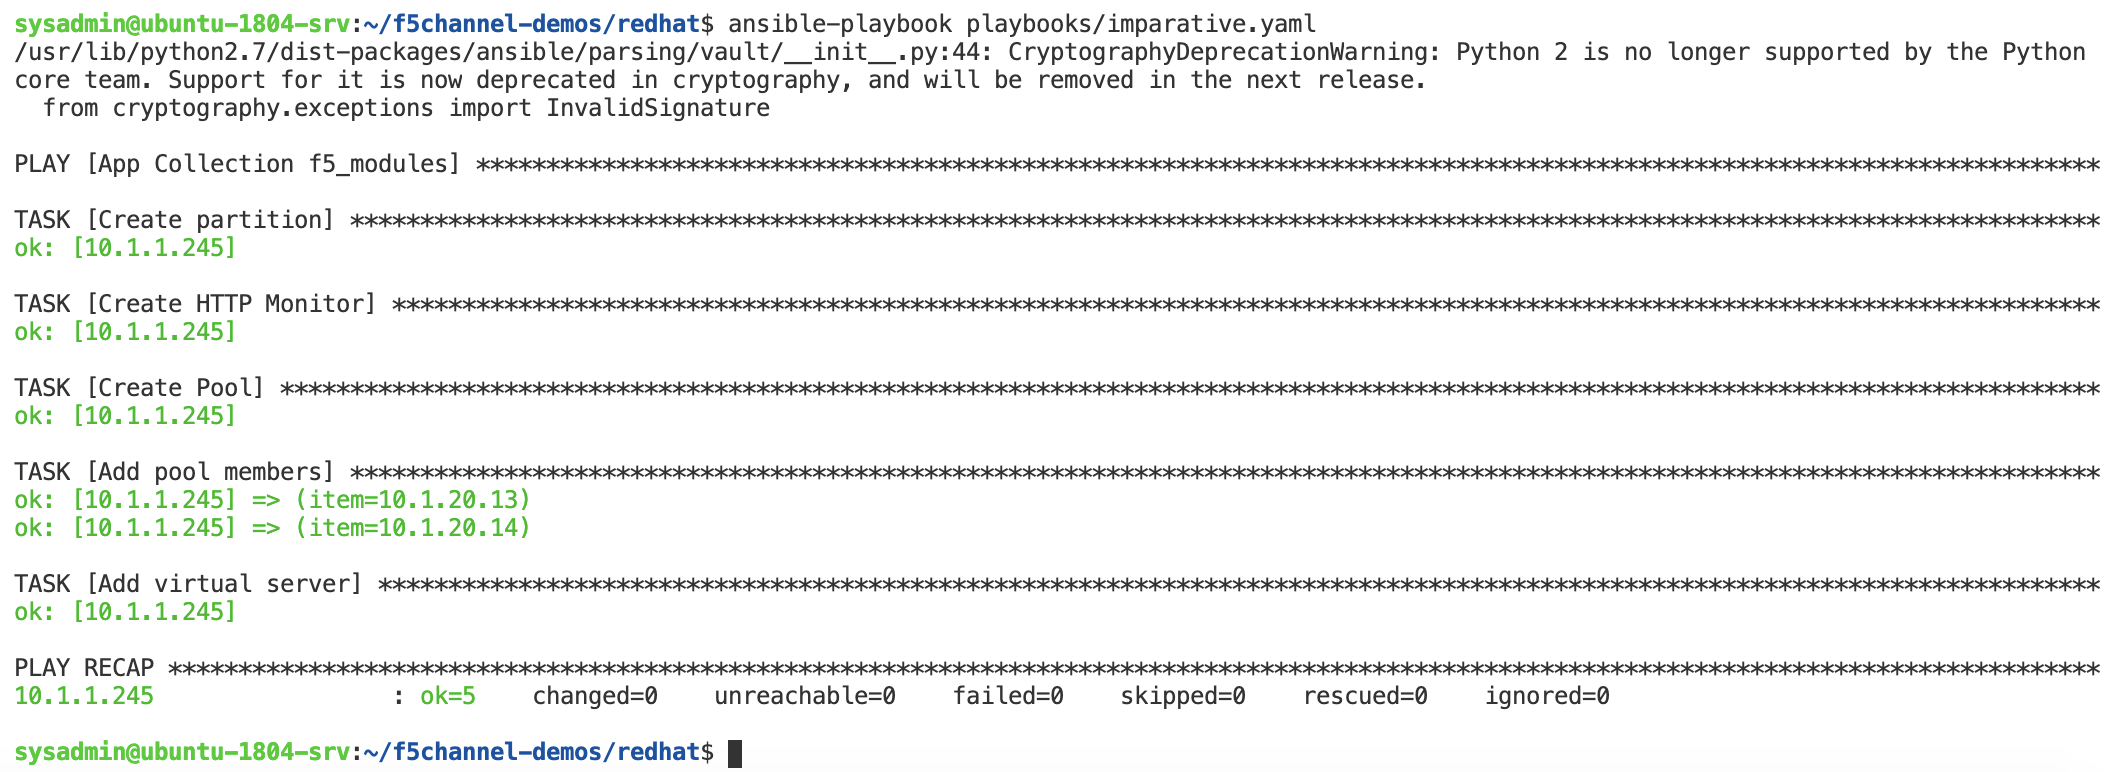 sysadmin@ubuntu-1804-srv:~/f5channel-demos/redhat$ ansible-playbook playbooks/imparative.yaml
/usr/lib/python2.7/dist-packages/ansible/parsing/vault/__init__.py:44: CryptographyDeprecationWarning: Python 2 is no longer supported by the Python
core team. Support for it is now deprecated in cryptography, and will be removed in the next release.
  from cryptography.exceptions import InvalidSignature
PLAY [App Collection f5_modules] ********************************************************************************************************************
TASK [Create partition] *****************************************************************************************************************************
ok: [10.1.1.245]
TASK [Create HTTP Monitor] **************************************************************************************************************************
ok: [10.1.1.245]
TASK [Create Pool] **********************************************************************************************************************************
ok: [10.1.1.245]
TASK [Add pool members] *****************************************************************************************************************************
ok: [10.1.1.245] => (item=10.1.20.13)
ok: [10.1.1.245] => (item=10.1.20.14)
TASK [Add virtual server] ***************************************************************************************************************************
ok: [10.1.1.245]
PLAY RECAP ******************************************************************************************************************************************
10.1.1.245                 : ok=5    changed=0    unreachable=0    failed=0    skipped=0    rescued=0    ignored=0
sysadmin@ubuntu-1804-srv:~/f5channel-demos/redhat$